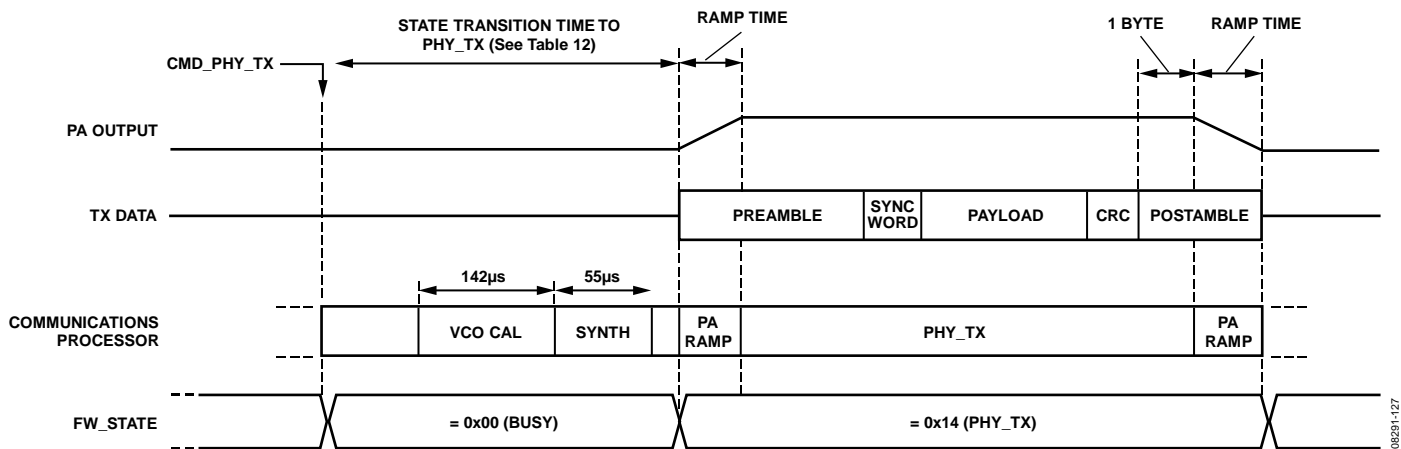 STATE TRANSITION TIME TO
PHY_TX (See Table 12)
RAMP TIME
1 BYTE
RAMP TIME
CMD_PHY_TX
PA OUTPUT
TX DATA
PREAMBLE
SYNC
WORD
PAYLOAD
CRC
POSTAMBLE
142µs
55µs
COMMUNICATIONS
PROCESSOR
VCO CAL
SYNTH
PA
RAMP
PHY_TX
PA
RAMP
FW_STATE
= 0x00 (BUSY)
= 0x14 (PHY_TX)
08291-127